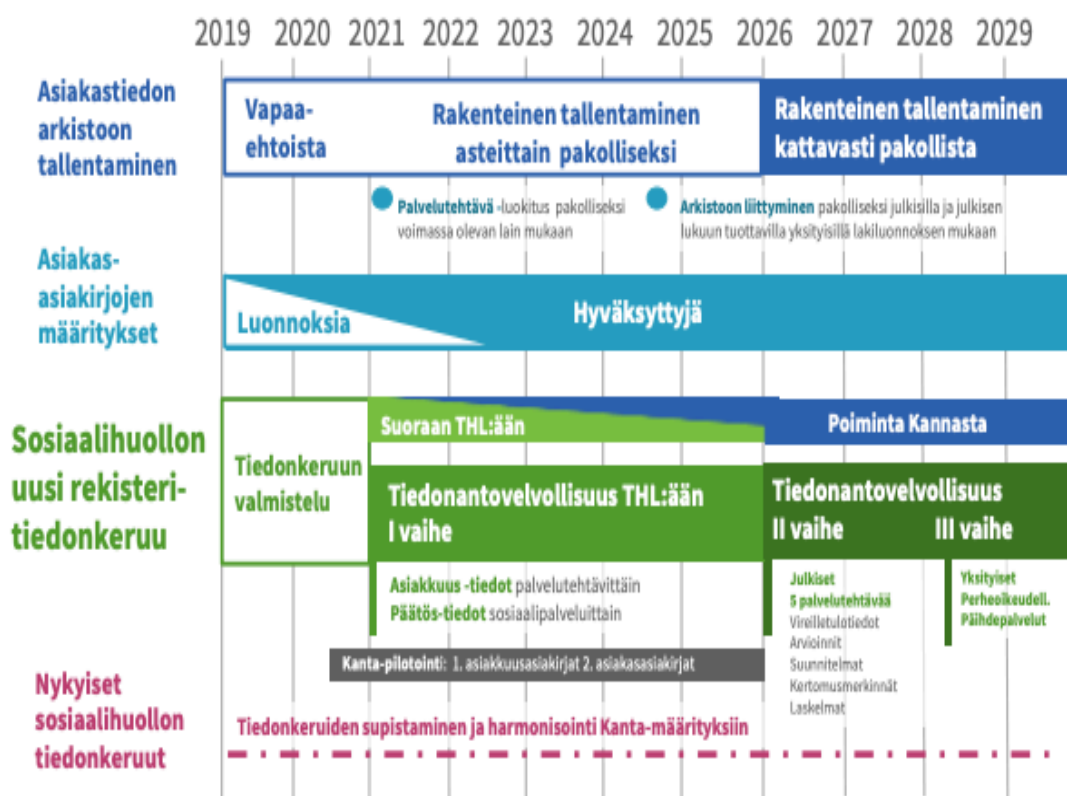 2019 2020 2021 2022 2023 2024 2025 2026 2027 2028 2029
Asiakastiedon
arkistoon
tallentaminen
Vapaa-
ehtoista
Rakenteinen tallentaminen
asteittain pakolliseksi
Rakenteinen tallentaminen
kattavasti pakollista
Palvelutehtävä -luokitus pakolliseksi
voimassa olevan lain mukaan
Arkistoon liittyminen pakolliseksi julkisilla ja julkisen
lukuun tuottavilla yksityisillä lakiluonnoksen mukaan
Asiakas-
asiakirjojen
määritykset
Luonnoksia
Hyväksyttyjä
Sosiaalihuollon
uusi rekisteri-
tiedonkeruu
Tiedonkeruun
valmistelu
Suoraan THL:ään
Poiminta Kannasta
Tiedonantovelvollisuus THL:ään
I vaihe
Tiedonantovelvollisuus
II vaihe III vaihe
Asiakkuus -tiedot palvelutehtävittäin
Päätös-tiedot sosiaalipalveluittain
Julkiset
5 palvelutehtävää
Vireilletulotiedot
Arvioinnit
Suunnitelmat
Kertomusmerkinnät
Laskelmat
Yksityiset
Perheoikeudell.
Päihdepalvelut
Kanta-pilotointi: 1. asiakkuusasiakirjat 2. asiakasasiakirjat
Nykyiset
sosiaalihuollon
tiedonkeruut
Tiedonkeruiden supistaminen ja harmonisointi Kanta-määrityksiin